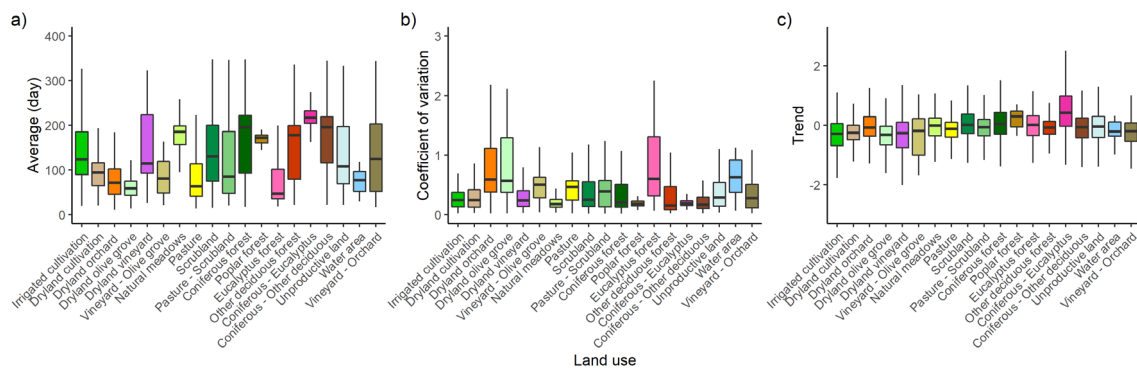 a)
Average (day)
400
300
200
100
0
Irrigated cultivation
Dryland cultivation
Dryland orchard
Dryland olive grove
Dryland vineyard
Vineyard - Olive grove
Natural meadows
Pasture
Scrubland
Pasture - Scrubland
Coniferous forest
Poplar forest
Eucalyptus forest
Other deciduous forest
Coniferous - Eucalyptus
Coniferous - Other deciduous
Unproductive land
Water area
Vineyard - Orchard
b)
Coefficient of variation
3
2
1
0
Irrigated cultivation
Dryland cultivation
Dryland orchard
Dryland olive grove
Dryland vineyard
Vineyard - Olive grove
Natural meadows
Pasture
Scrubland
Pasture - Scrubland
Coniferous forest
Poplar forest
Eucalyptus forest
Other deciduous forest
Coniferous - Eucalyptus
Coniferous - Other deciduous
Unproductive land
Water area
Vineyard - Orchard
c)
Trend
2
0
-2
Irrigated cultivation
Dryland cultivation
Dryland orchard
Dryland olive grove
Dryland vineyard
Vineyard - Olive grove
Natural meadows
Pasture
Scrubland
Pasture - Scrubland
Coniferous forest
Poplar forest
Eucalyptus forest
Other deciduous forest
Coniferous - Eucalyptus
Coniferous - Other deciduous
Unproductive land
Water area
Vineyard - Orchard
Land use